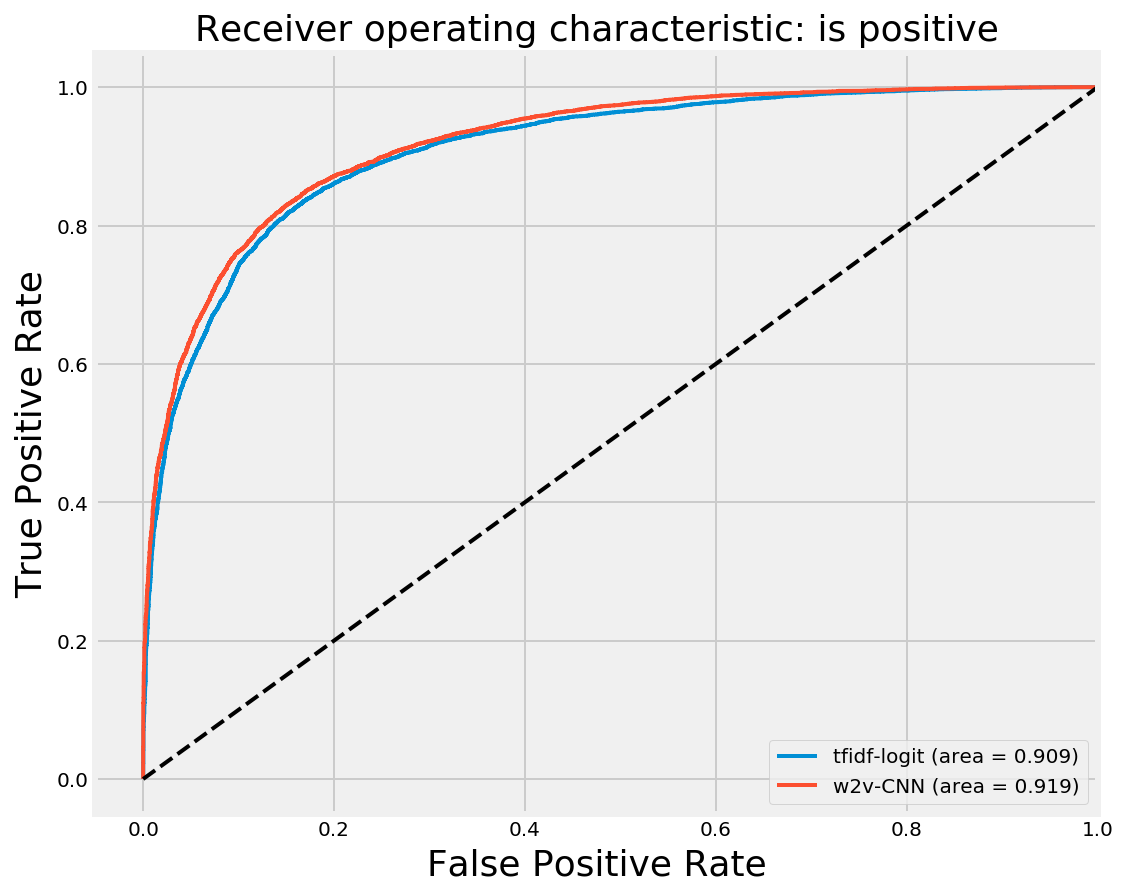 Receiver operating characteristic: is positive
True Positive Rate
1.0
0.8
0.6
0.4
0.2
0.0
tfidf-logit (area = 0.909)
w2v-CNN (area = 0.919)
0.0 0.2 0.4 0.6 0.8 1.0
False Positive Rate